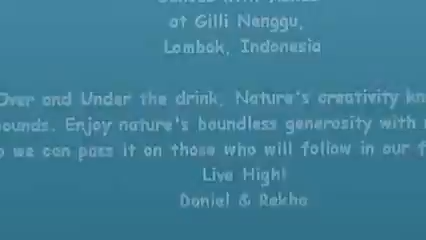 at Gilli Nanggu,
Lombok, Indonesia
Over and Under the drink, Nature's creativity
bounds. Enjoy nature's boundless generosity with
we can pass it on those who will follow in our
Live High!
Daniel & Rekha